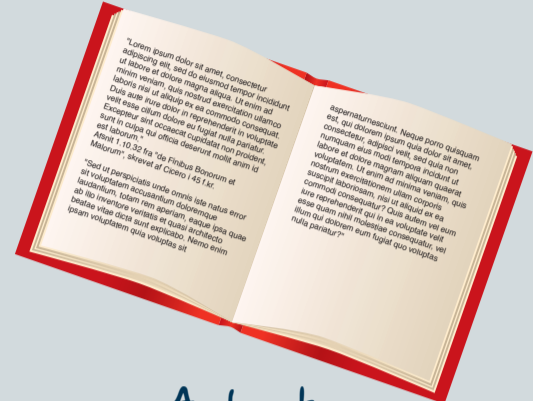 "Lorem ipsum dolor sit amet, consectetur
adipiscing elit, sed do eiusmod tempor incididunt
ut labore et dolore magna aliqua. Ut enim ad
minim veniam, quis nostrud exercitation ullamco
laboris nisi ut aliquip ex ea commodo consequat.
Duis aute irure dolor in reprehenderit in voluptate
velit esse cillum dolore eu fugiat nulla pariatur.
Excepteur sint occaecat cupidatat non proident,
sunt in culpa qui officia deserunt mollit anim id
est laborum."
Afsnit 1.10.32 fra "de Finibus Bonorum et
Malorum", skrevet af Cicero i 45 f.kr.
"Sed ut perspiciatis unde omnis iste natus error
sit voluptatem accusantium doloremque
laudantium, totam rem aperiam, eaque ipsa quae
ab illo inventore veritatis et quasi architecto
beatae vitae dicta sunt explicabo. Nemo enim
ipsam voluptatem quia voluptas sit
aspernaturnesciunt. Neque porro quisquam
est, qui dolorem ipsum quia dolor sit amet,
consectetur, adipisci velit, sed quia non
numquam eius modi tempora incidunt ut
labore et dolore magnam aliquam quaerat
voluptatem. Ut enim ad minima veniam, quis
nostrum exercitationem ullam corporis
suscipit laboriosam, nisi ut aliquid ex ea
commodi consequatur? Quis autem vel eum
iure reprehenderit qui in ea voluptate velit
esse quam nihil molestiae consequatur, vel
illum qui dolorem eum fugiat quo voluptas
nulla pariatur?"